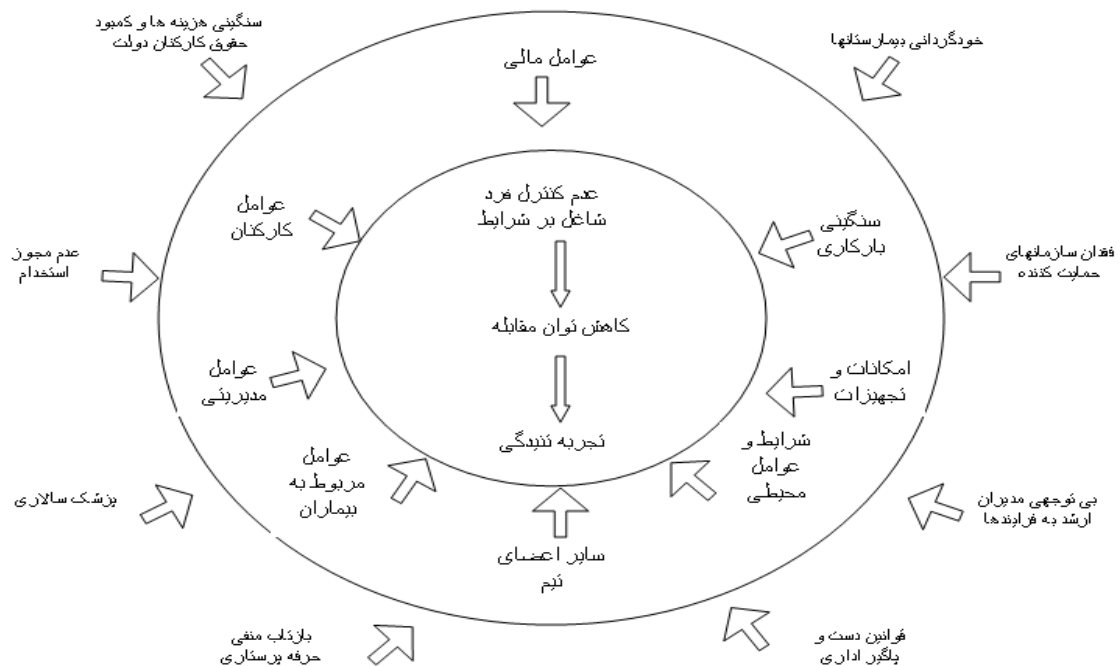 سنگینی هزینه ها و کمبود
حقوق کارکنان دولت
خودگردانی بیمارستانها
عوامل مالی
عدم کنترل فرد
شاغل بر شرایط
عوامل
کارکنان
سنگینی
بارکاری
عدم مجوز
استخدام
فقدان سازمانهای
حمایت کننده
کاهش توان مقابله
عوامل
مدیریتی
امکانات و
تجهیزات
تجربه تنیدگی
عوامل
مربوط به
بیماران
شرایط و
عوامل
محیطی
پزشک سالاری
بی توجهی مدیران
ارشد به فرایندها
سایر اعضای
تیم
بازتاب منفی
حرفه پرستاری
قوانین دست و
پاگیر اداری